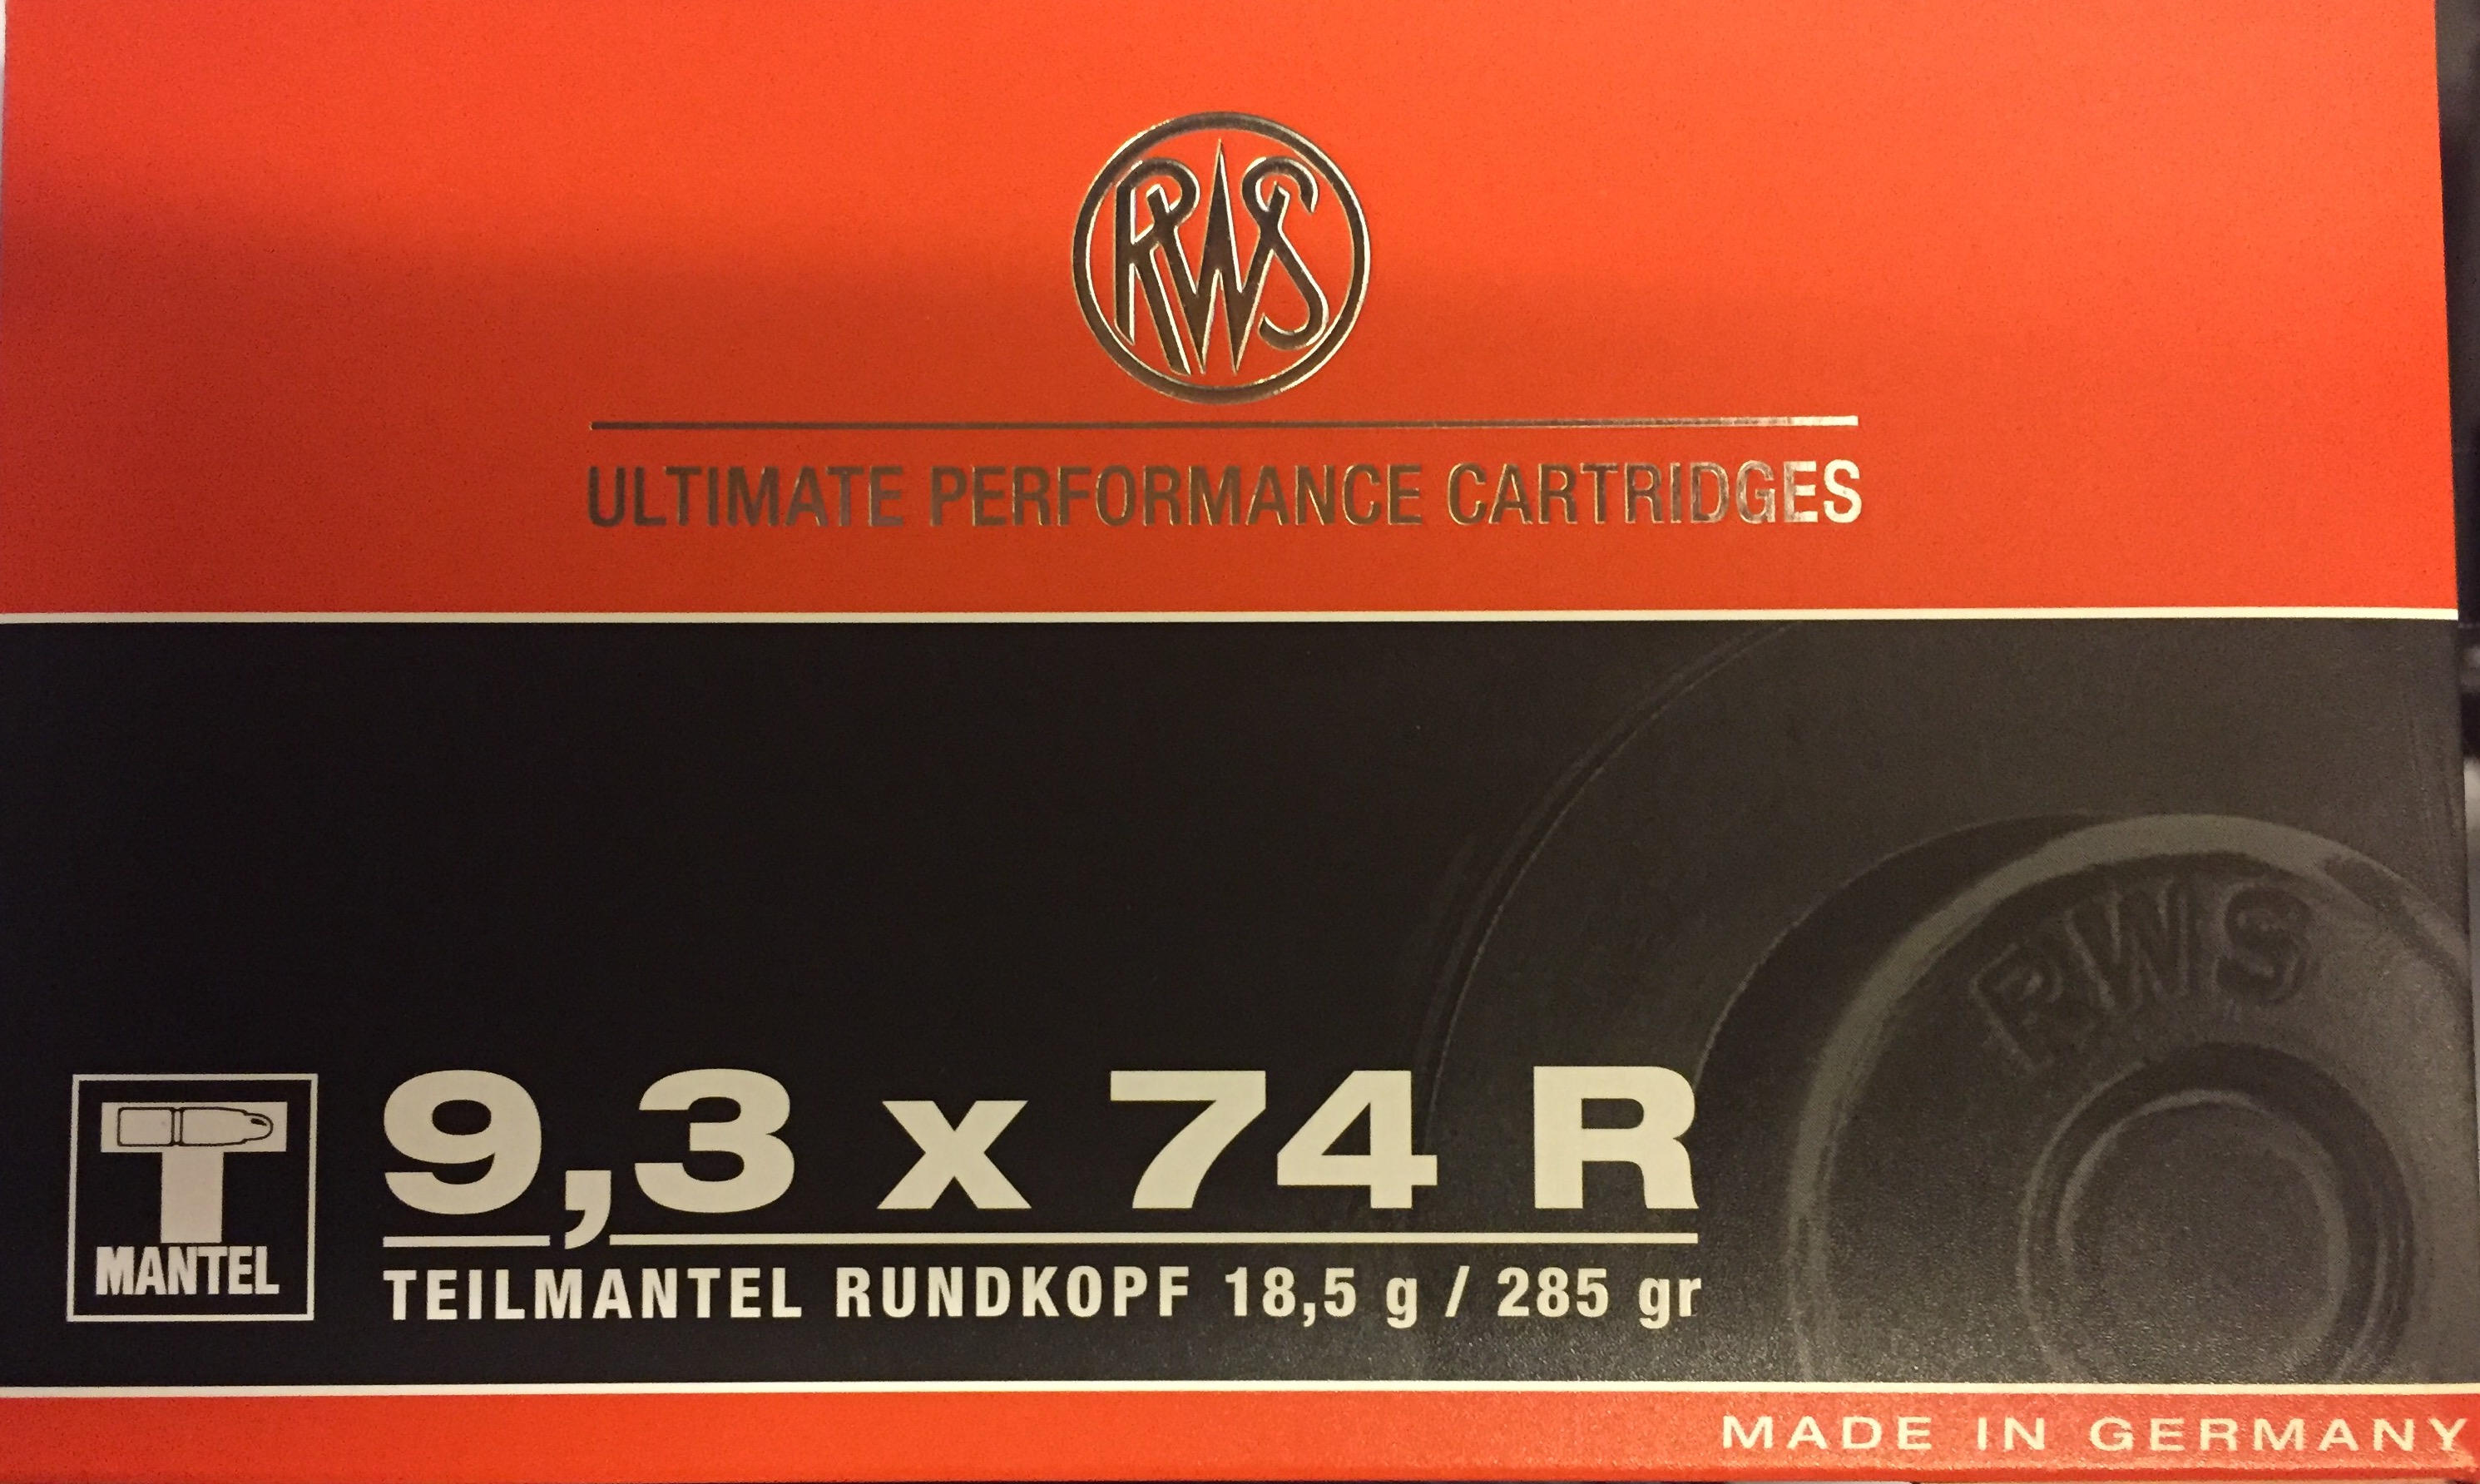 RWS
ULTIMATE PERFORMANCE CARTRIDGES
RWS
T
MANTEL
9,3 x 74 R
TEILMANTEL RUNDKOPF 18,5 g / 285 gr
MADE IN GERMANY